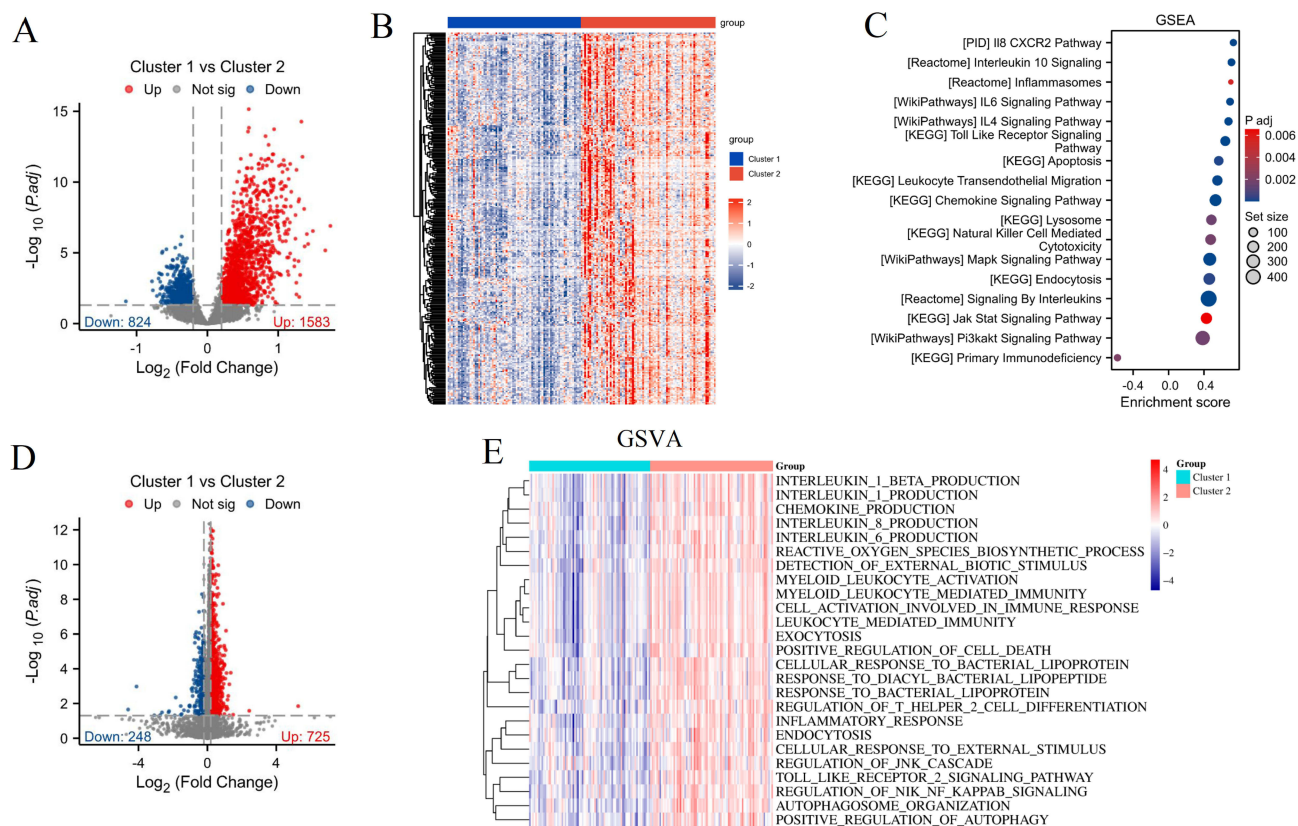 A
Cluster 1 vs Cluster 2
Up Not sig Down
15
10
5
0
-Log10 (P.adj)
Down: 824
Up: 1583
-1 0 1
Log2 (Fold Change)
B
group
group
Cluster 1
Cluster 2
2
1
0
-1
-2
C
GSEA
[PID] Il8 CXCR2 Pathway
[Reactome] Interleukin 10 Signaling
[Reactome] Inflammasomes
[WikiPathways] IL6 Signaling Pathway
[WikiPathways] IL4 Signaling Pathway
[KEGG] Toll Like Receptor Signaling
Pathway
[KEGG] Apoptosis
[KEGG] Leukocyte Transendothelial Migration
[KEGG] Chemokine Signaling Pathway
[KEGG] Lysosome
[KEGG] Natural Killer Cell Mediated
Cytotoxicity
[WikiPathways] Mapk Signaling Pathway
[KEGG] Endocytosis
[Reactome] Signaling By Interleukins
[KEGG] Jak Stat Signaling Pathway
[WikiPathways] Pi3kakt Signaling Pathway
[KEGG] Primary Immunodeficiency
-0.4 0.0 0.4
Enrichment score
P adj
0.006
0.004
0.002
Set size
100
200
300
400
D
Cluster 1 vs Cluster 2
Up Not sig Down
12
10
8
6
4
2
0
-Log10 (P.adj)
Down: 248
Up: 725
-4 0 4
Log2 (Fold Change)
E
GSVA
Group
INTERLEUKIN_1_BETA_PRODUCTION
INTERLEUKIN_1_PRODUCTION
CHEMOKINE_PRODUCTION
INTERLEUKIN_8_PRODUCTION
INTERLEUKIN_6_PRODUCTION
REACTIVE_OXYGEN_SPECIES_BIOSYNTHETIC_PROCESS
DETECTION_OF_EXTERNAL_BIOTIC_STIMULUS
MYELOID_LEUKOCYTE_ACTIVATION
MYELOID_LEUKOCYTE_MEDIATED_IMMUNITY
CELL_ACTIVATION_INVOLVED_IN_IMMUNE_RESPONSE
LEUKOCYTE_MEDIATED_IMMUNITY
EXOCYTOSIS
POSITIVE_REGULATION_OF_CELL_DEATH
CELLULAR_RESPONSE_TO_BACTERIAL_LIPOPROTEIN
RESPONSE_TO_DIACYL_BACTERIAL_LIPOPEPTIDE
RESPONSE_TO_BACTERIAL_LIPOPROTEIN
REGULATION_OF_T_HELPER_2_CELL_DIFFERENTIATION
INFLAMMATORY_RESPONSE
ENDOCYTOSIS
CELLULAR_RESPONSE_TO_EXTERNAL_STIMULUS
REGULATION_OF_JNK_CASCADE
TOLL_LIKE_RECEPTOR_2_SIGNALING_PATHWAY
REGULATION_OF_NIK_NF_KAPPAB_SIGNALING
AUTOPHAGOSOME_ORGANIZATION
POSITIVE_REGULATION_OF_AUTOPHAGY
4
2
0
−2
−4
Group
Cluster 1
Cluster 2